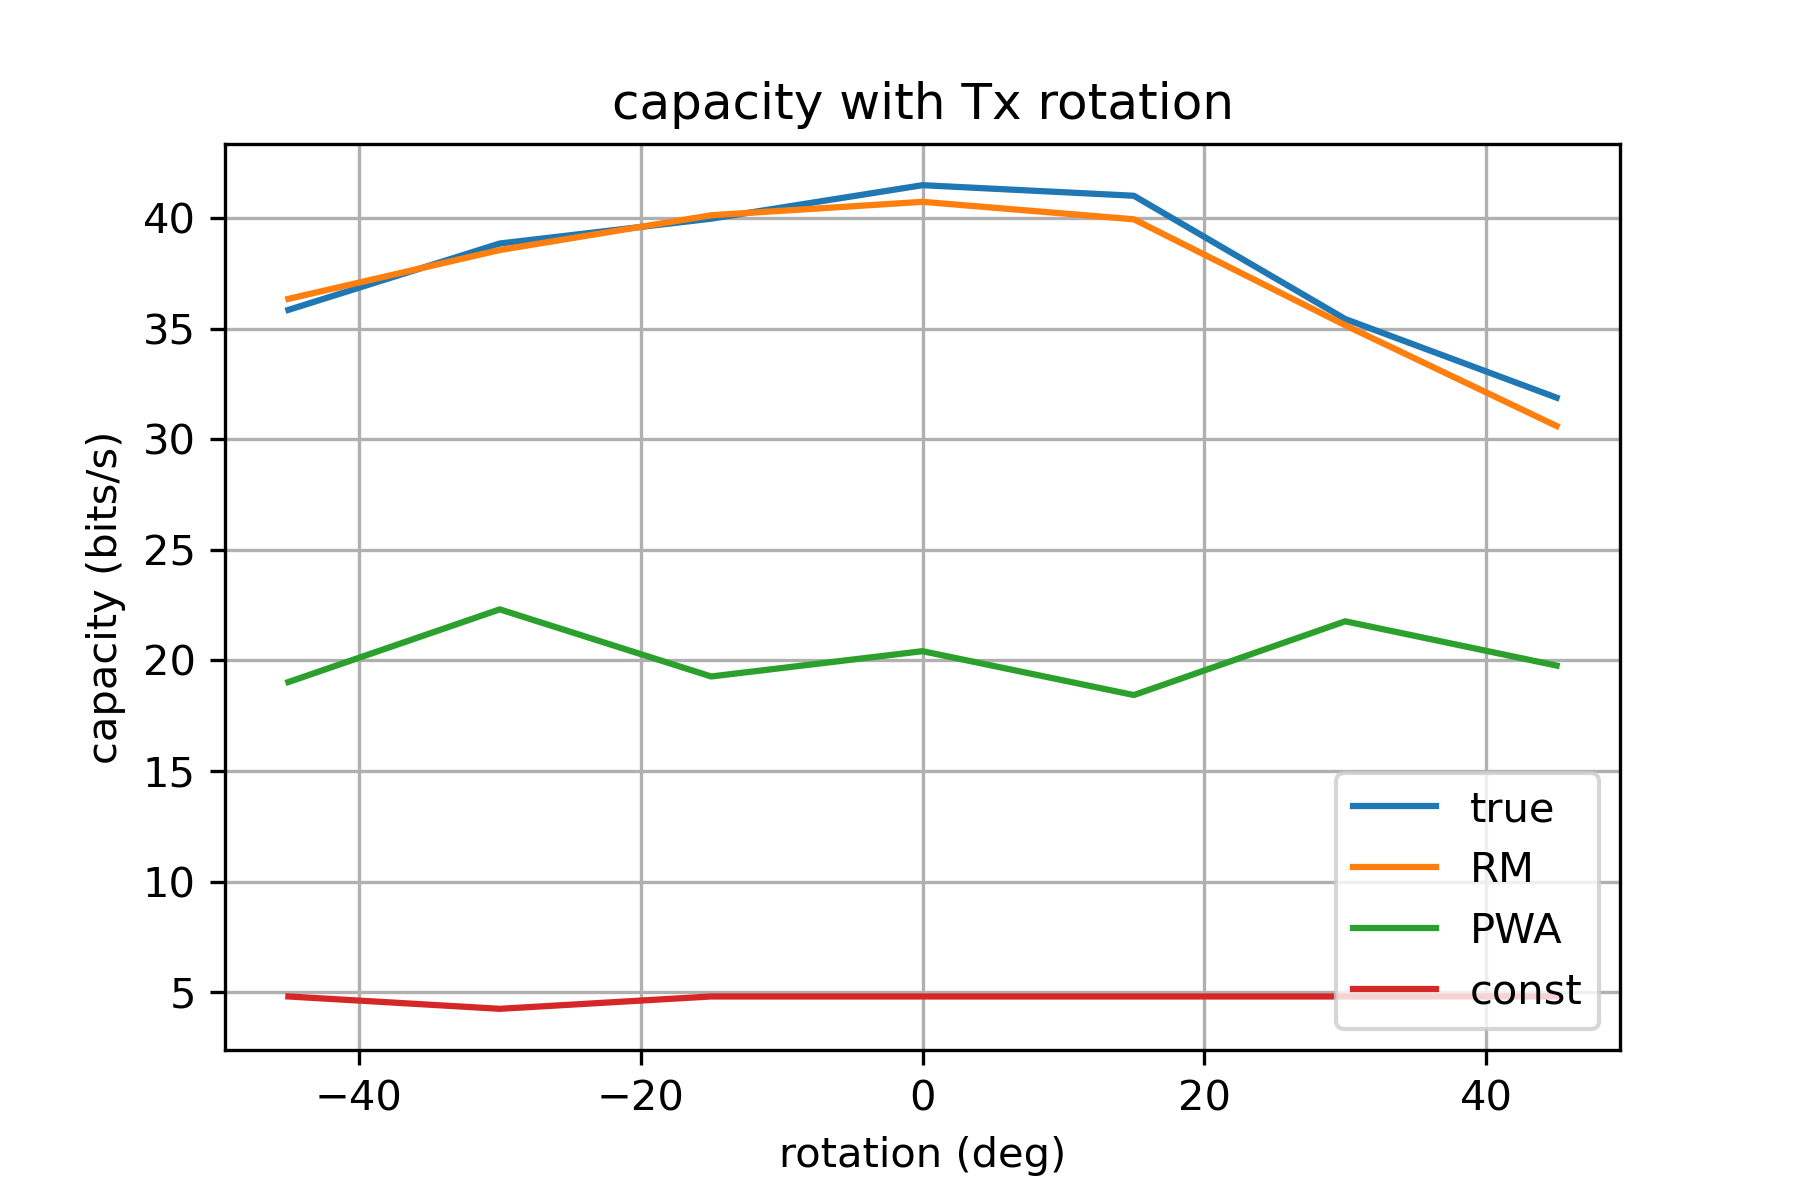 capacity with Tx rotation
capacity (bits/s)
40
35
30
25
20
15
10
5
true
RM
PWA
const
−40
−20
0
20
40
rotation (deg)